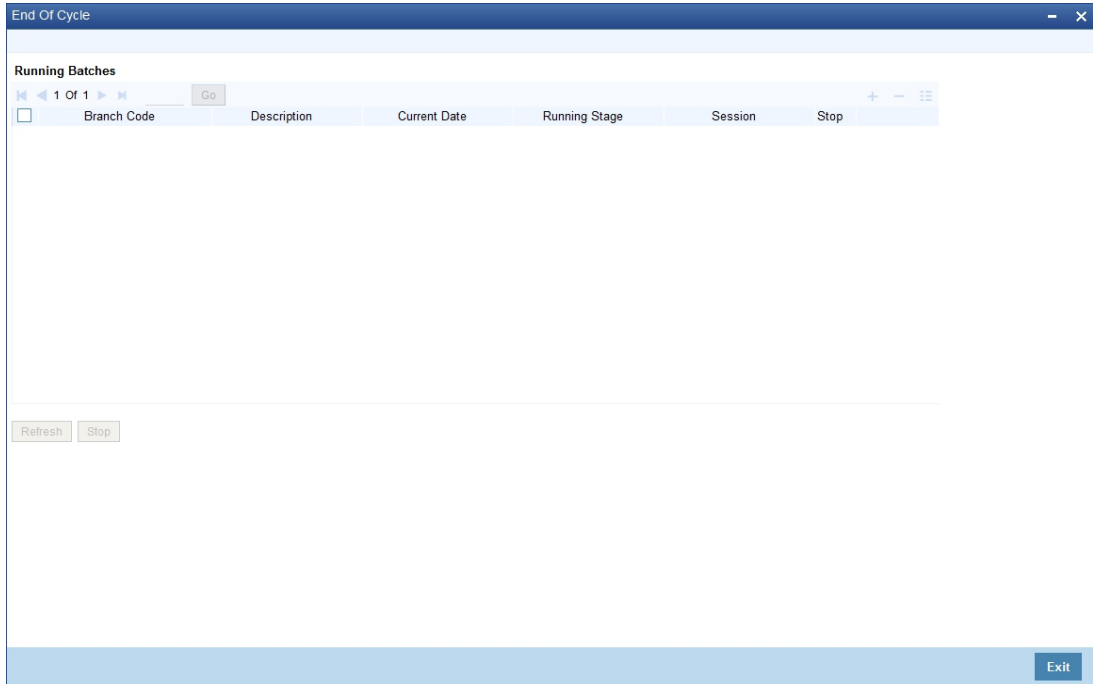 End Of Cycle
Running Batches
1 Of 1 Go
Branch Code Description Current Date Running Stage Session Stop
Refresh Stop
Exit